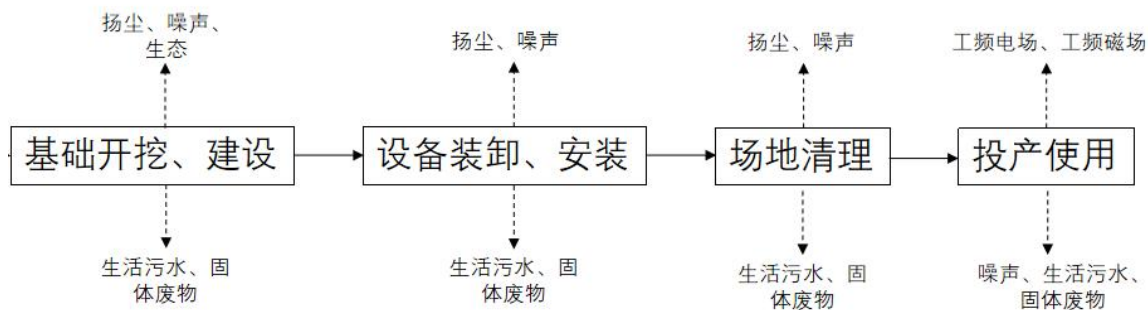 扬尘、噪声、
生态
扬尘、噪声
扬尘、噪声
工频电场、工频磁场
基础开挖、建设
设备装卸、安装
场地清理
投产使用
生活污水、固
体废物
生活污水、固
体废物
生活污水、固
体废物
噪声、生活污水、
固体废物